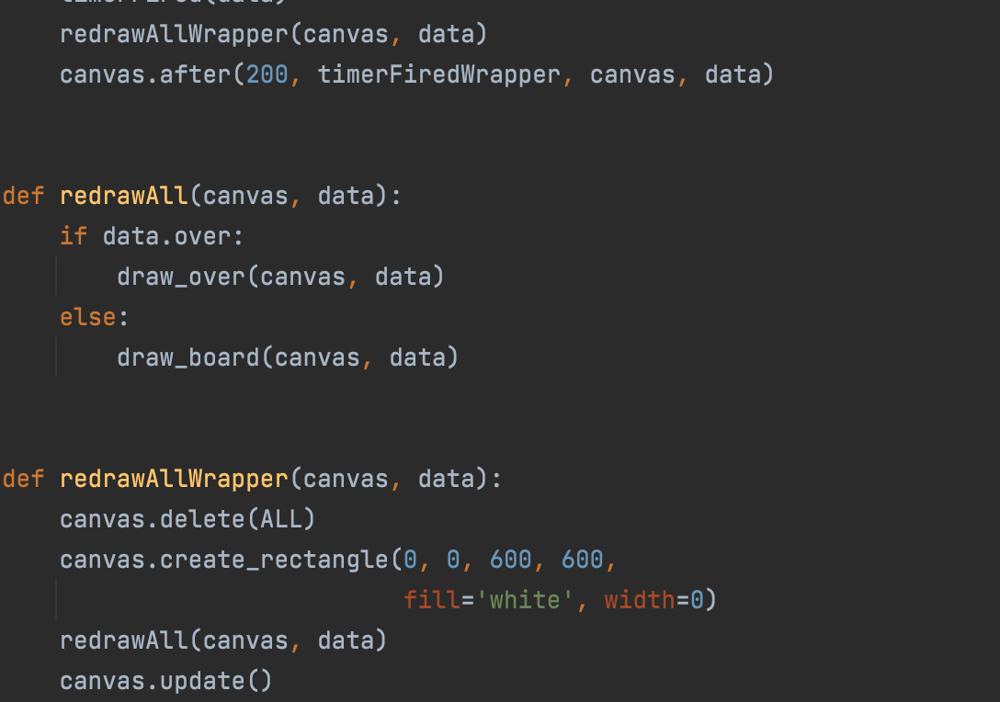 timerFired(data)
redrawAllWrapper(canvas, data)
canvas.after(200, timerFiredWrapper, canvas, data)
def redrawAll(canvas, data):
if data.over:
draw_over(canvas, data)
else:
draw_board(canvas, data)
def redrawAllWrapper(canvas, data):
canvas.delete(ALL)
canvas.create_rectangle(0, 0, 600, 600,
fill='white', width=0)
redrawAll(canvas, data)
canvas.update()